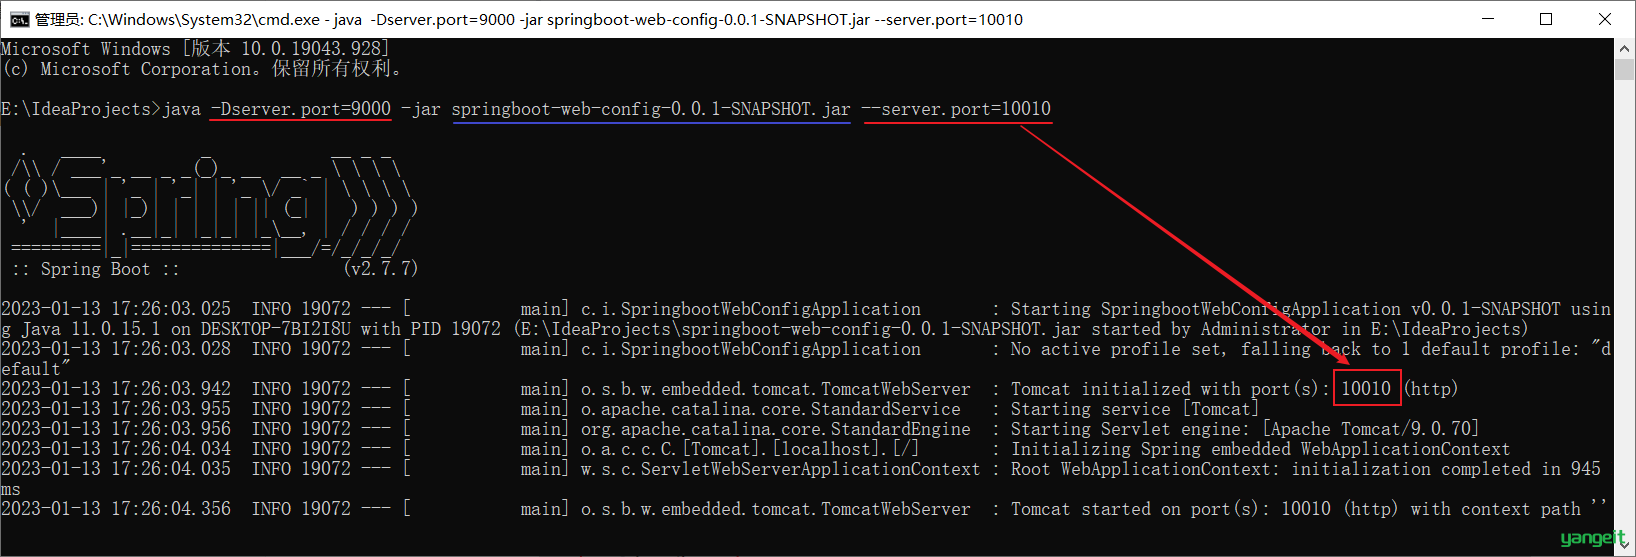 管理员: C:\Windows\System32\cmd.exe - java  -Dserver.port=9000 -jar springboot-web-config-0.0.1-SNAPSHOT.jar --server.port=10010
Microsoft Windows [版本 10.0.19043.928]
(c) Microsoft Corporation。保留所有权利。
E:\IdeaProjects>java -Dserver.port=9000 -jar springboot-web-config-0.0.1-SNAPSHOT.jar --server.port=10010
Spring
:: Spring Boot ::                (v2.7.7)
2023-01-13 17:26:03.025  INFO 19072 --- [           main] c.i.SpringbootWebConfigApplication       : Starting SpringbootWebConfigApplication v0.0.1-SNAPSHOT usin
g Java 11.0.15.1 on DESKTOP-7BI2I8U with PID 19072 (E:\IdeaProjects\springboot-web-config-0.0.1-SNAPSHOT.jar started by Administrator in E:\IdeaProjects)
2023-01-13 17:26:03.028  INFO 19072 --- [           main] c.i.SpringbootWebConfigApplication       : No active profile set, falling back to 1 default profile: "d
efault"
2023-01-13 17:26:03.942  INFO 19072 --- [           main] o.s.b.w.embedded.tomcat.TomcatWebServer  : Tomcat initialized with port(s): 10010 (http)
2023-01-13 17:26:03.955  INFO 19072 --- [           main] o.apache.catalina.core.StandardService   : Starting service [Tomcat]
2023-01-13 17:26:03.956  INFO 19072 --- [           main] org.apache.catalina.core.StandardEngine  : Starting Servlet engine: [Apache Tomcat/9.0.70]
2023-01-13 17:26:04.034  INFO 19072 --- [           main] o.a.c.c.C.[Tomcat].[localhost].[/]       : Initializing Spring embedded WebApplicationContext
2023-01-13 17:26:04.035  INFO 19072 --- [           main] w.s.c.ServletWebServerApplicationContext : Root WebApplicationContext: initialization completed in 945
ms
2023-01-13 17:26:04.356  INFO 19072 --- [           main] o.s.b.w.embedded.tomcat.TomcatWebServer  : Tomcat started on port(s): 10010 (http) with context path ''
yangeit